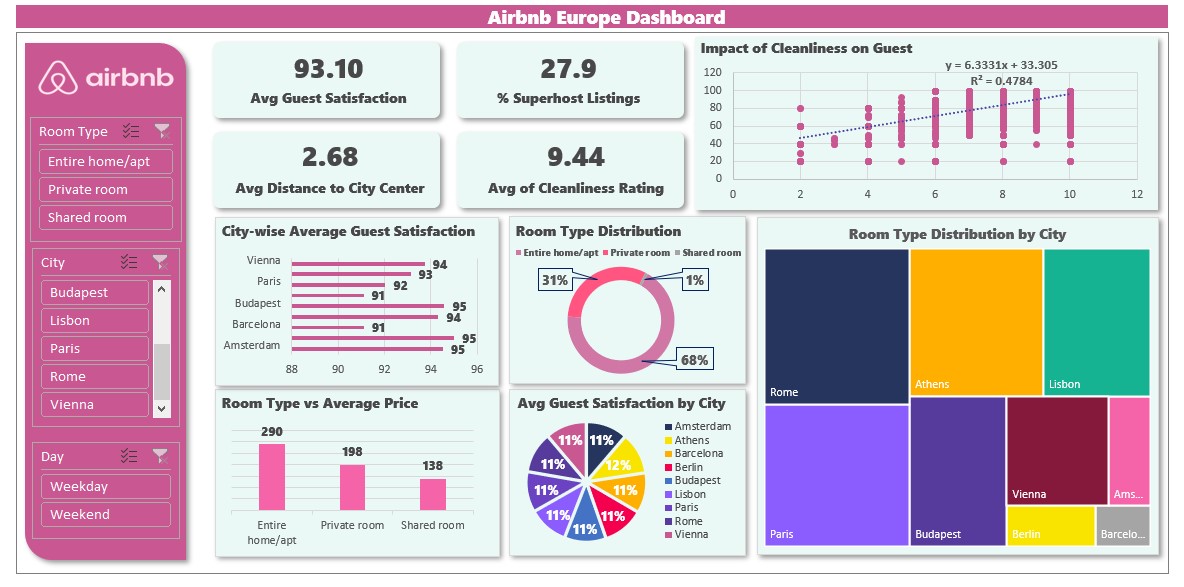 Airbnb Europe Dashboard
airbnb
Room Type
Entire home/apt
Private room
Shared room
City
Budapest
Lisbon
Paris
Rome
Vienna
Day
Weekday
Weekend
93.10
Avg Guest Satisfaction
27.9
% Superhost Listings
2.68
Avg Distance to City Center
9.44
Avg of Cleanliness Rating
Impact of Cleanliness on Guest
y = 6.3331x + 33.305
R² = 0.4784
120
100
80
60
40
20
0
0 2 4 6 8 10 12
City-wise Average Guest Satisfaction
Vienna 94
93
Paris 92
91
Budapest 95
94
Barcelona 91
95
Amsterdam 95
88 90 92 94 96
Room Type Distribution
Entire home/apt Private room Shared room
31% 1%
68%
Room Type vs Average Price
290
198
138
Entire home/apt Private room Shared room
Avg Guest Satisfaction by City
11% 11%
11% 12%
11% 11%
11% 11%
11%
Amsterdam
Athens
Barcelona
Berlin
Budapest
Lisbon
Paris
Rome
Vienna
Room Type Distribution by City
Rome
Athens
Lisbon
Paris
Budapest
Vienna
Ams...
Berlin
Barcelo...